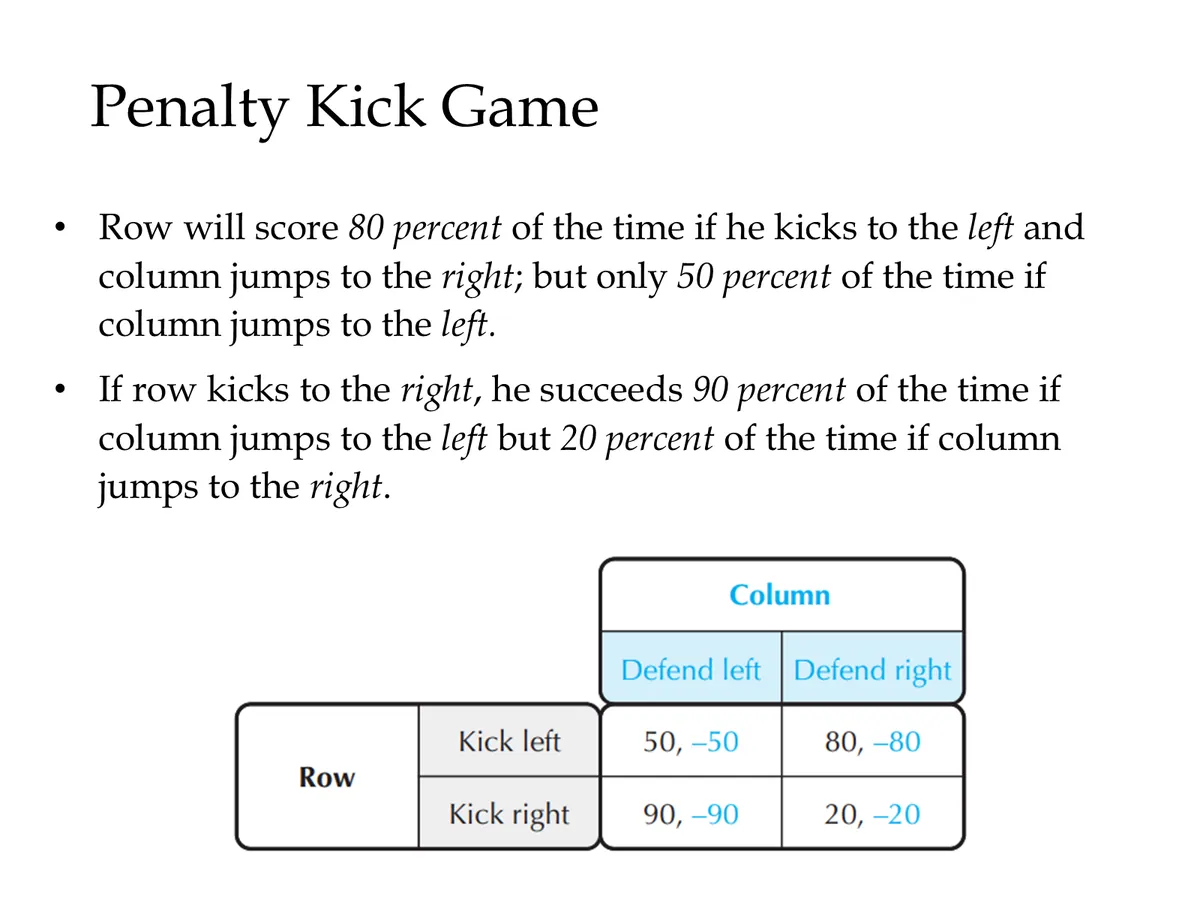 Penalty Kick Game
• Row will score 80 percent of the time if he kicks to the left and
column jumps to the right; but only 50 percent of the time if
column jumps to the left.
• If row kicks to the right, he succeeds 90 percent of the time if
column jumps to the left but 20 percent of the time if column
jumps to the right.
Column
Defend left Defend right
Row
Kick left 50, –50 80, –80
Kick right 90, –90 20, –20